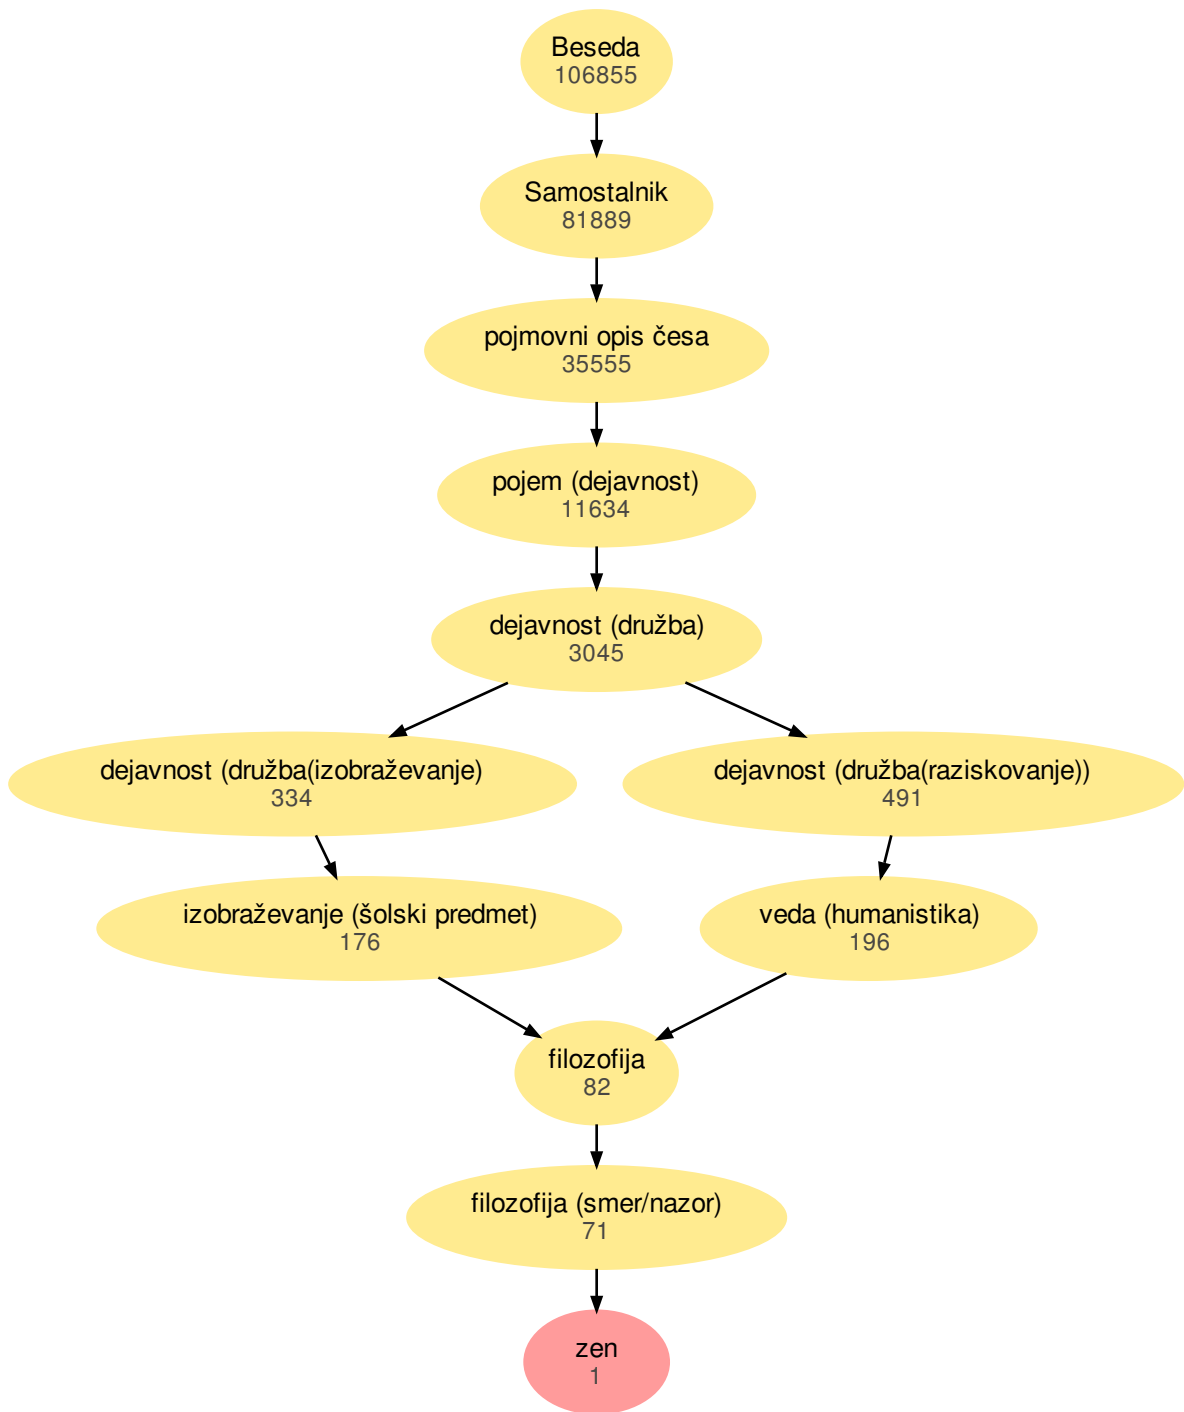 Beseda
106855
Samostalnik
81889
pojmovni opis česa
35555
pojem (dejavnost)
11634
dejavnost (družba)
3045
dejavnost (družba(izobraževanje)
334
dejavnost (družba(raziskovanje))
491
izobraževanje (šolski predmet)
176
veda (humanistika)
196
filozofija
82
filozofija (smer/nazor)
71
zen
1